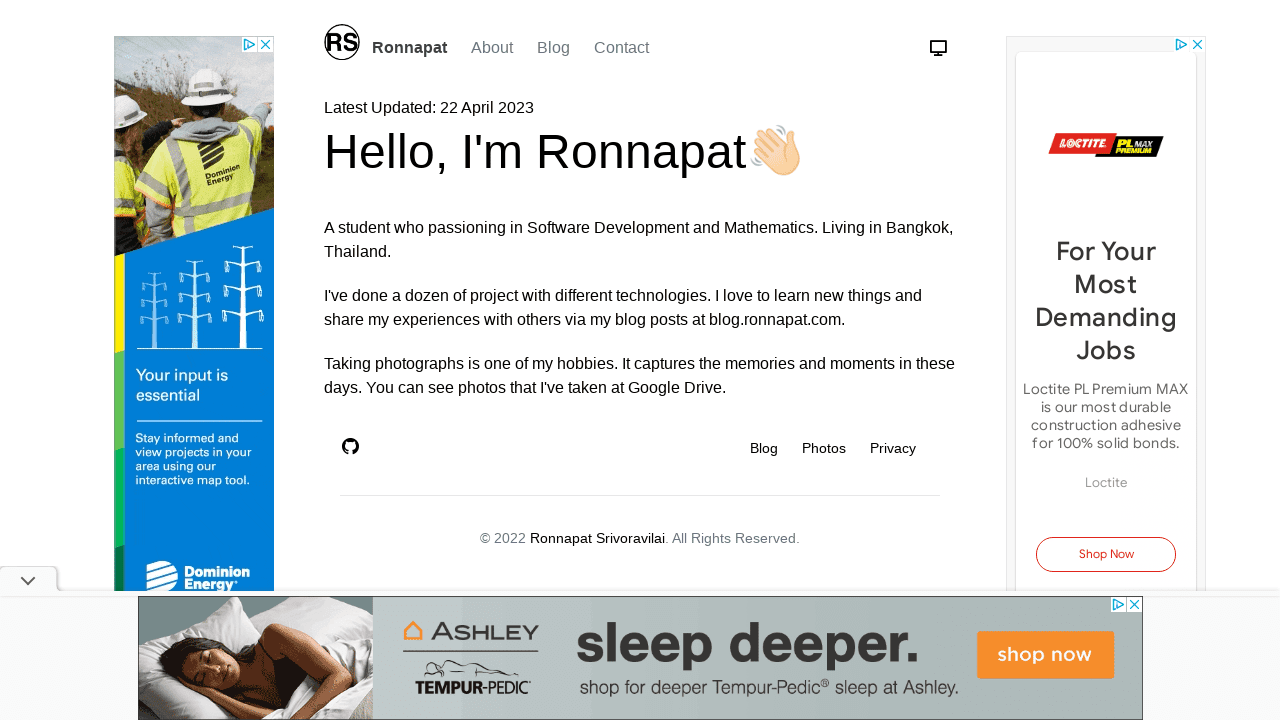 RS
Ronnapat
About
Blog
Contact
Latest Updated: 22 April 2023
Hello, I'm Ronnapat👋🏻
A student who passioning in Software Development and Mathematics. Living in Bangkok,
Thailand.
I've done a dozen of project with different technologies. I love to learn new things and
share my experiences with others via my blog posts at blog.ronnapat.com.
Taking photographs is one of my hobbies. It captures the memories and moments in these
days. You can see photos that I've taken at Google Drive.
Blog
Photos
Privacy
© 2022 Ronnapat Srivoravilai. All Rights Reserved.
Dominion
Energy®
Your input is
essential
Stay informed and
view projects in your
area using our
interactive map tool.
Dominion
Energy®
LOCTITE PL MAX
PREMIUM
For Your
Most
Demanding
Jobs
Loctite PL Premium MAX
is our most durable
construction adhesive
for 100% solid bonds.
Loctite
Shop Now
ASHLEY
TEMPUR-PEDIC®
sleep deeper.
shop for deeper Tempur-Pedic® sleep at Ashley.
shop now